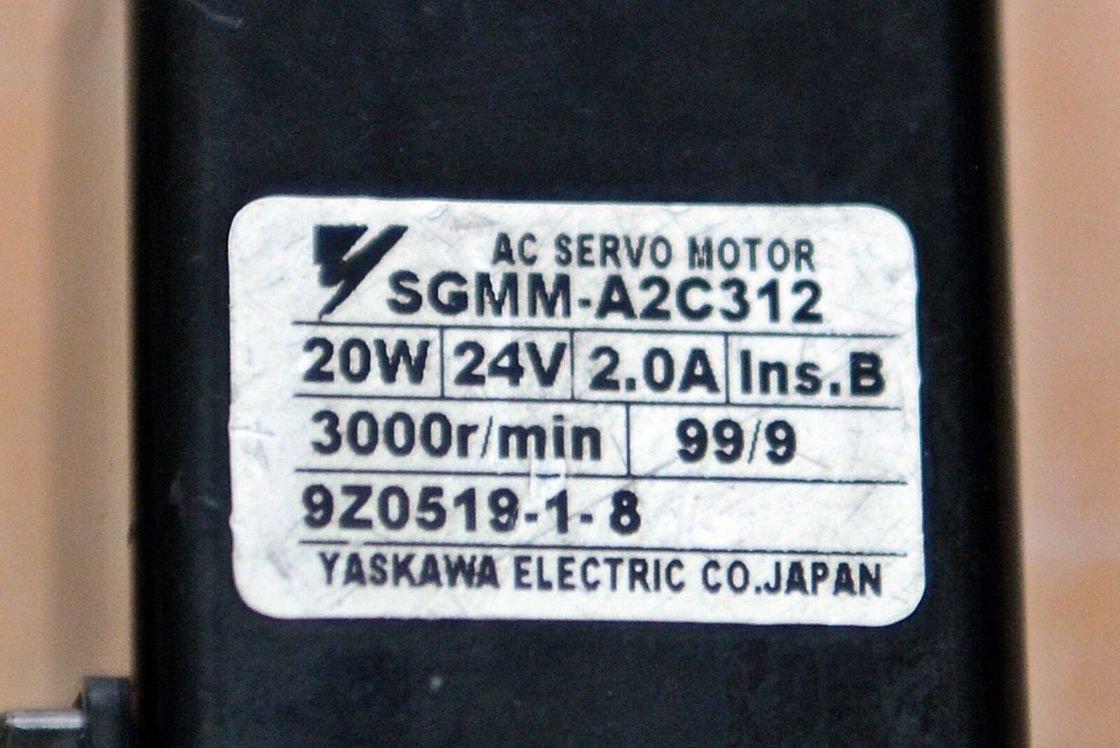 AC SERVO MOTOR
SGMM-A2C312
20W 24V 2.0A Ins.B
3000r/min 99/9
9Z0519-1-8
YASKAWA ELECTRIC CO.JAPAN